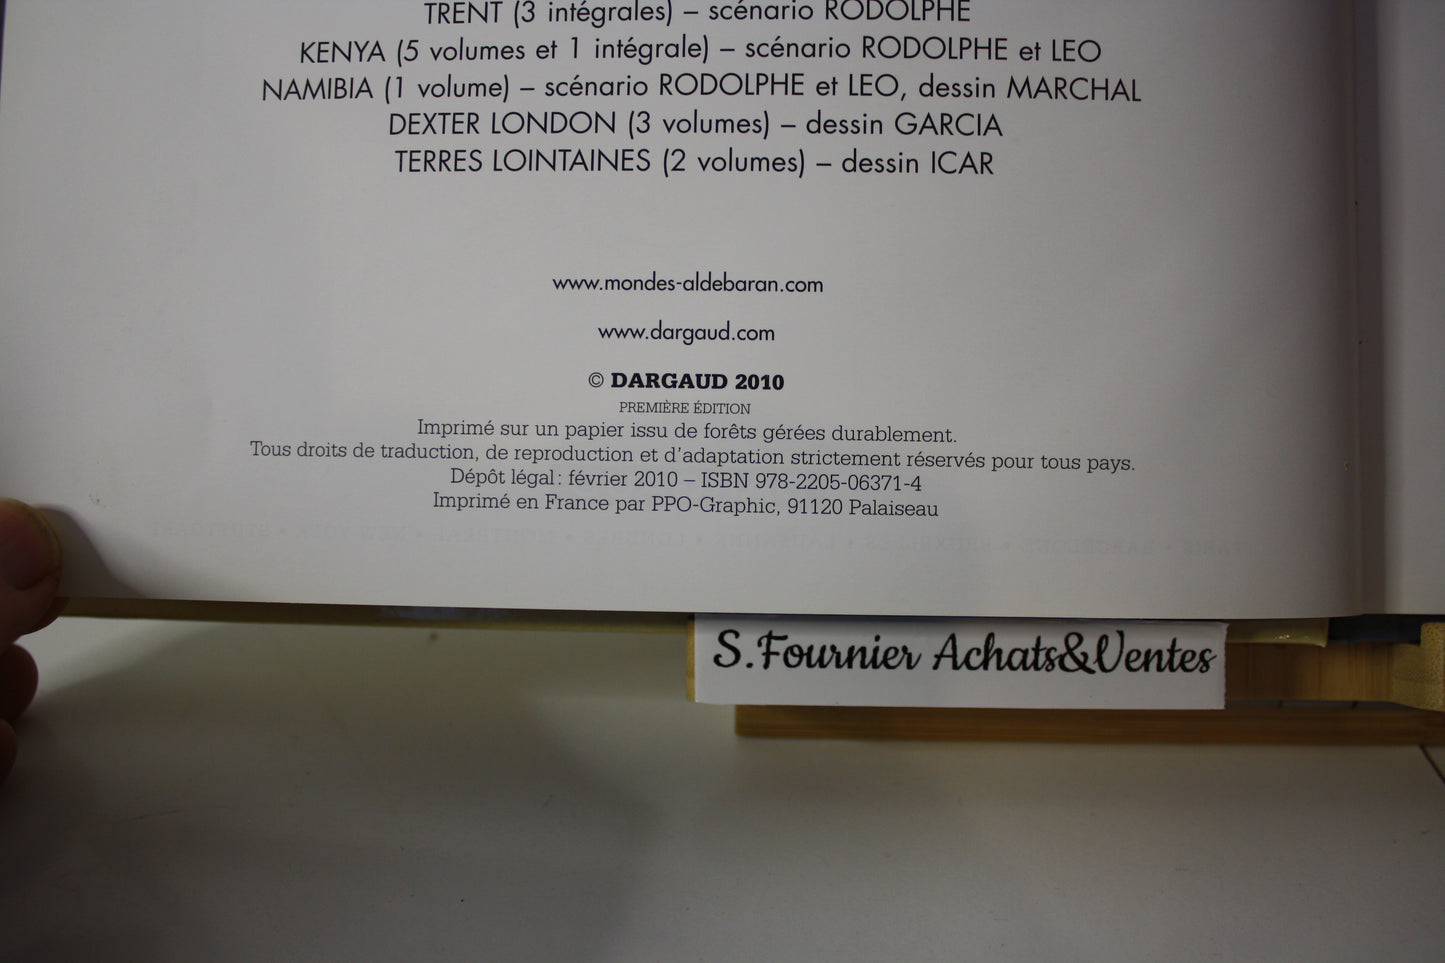 TRENT (3 intégrales) – scénario RODOLPHE
KENYA (5 volumes et 1 intégrale) – scénario RODOLPHE et LEO
NAMIBIA (1 volume) – scénario RODOLPHE et LEO, dessin MARCHAL
DEXTER LONDON (3 volumes) – dessin GARCIA
TERRES LOINTAINES (2 volumes) – dessin ICAR
www.mondes-aldebaran.com
www.dargaud.com
© DARGAUD 2010
PREMIÈRE ÉDITION
Imprimé sur un papier issu de forêts gérées durablement.
Tous droits de traduction, de reproduction et d'adaptation strictement réservés pour tous pays.
Dépôt légal : février 2010 – ISBN 978-2205-06371-4
Imprimé en France par PPO-Graphic, 91120 Palaiseau
S.Fournier Achats&Ventes